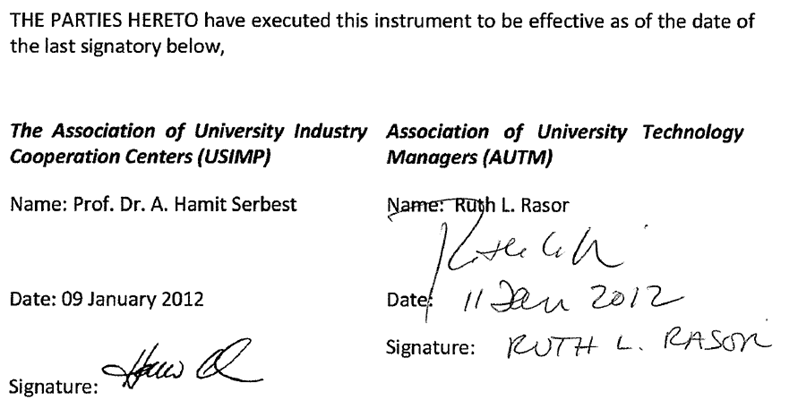 THE PARTIES HERETO have executed this instrument to be effective as of the date of
the last signatory below,
The Association of University Industry
Cooperation Centers (USIMP)
Name: Prof. Dr. A. Hamit Serbest
Date: 09 January 2012
Signature:
Association of University Technology
Managers (AUTM)
Name: Ruth L. Rasor
Date: 11 Jan 2012
Signature: RUTH L. RASOR